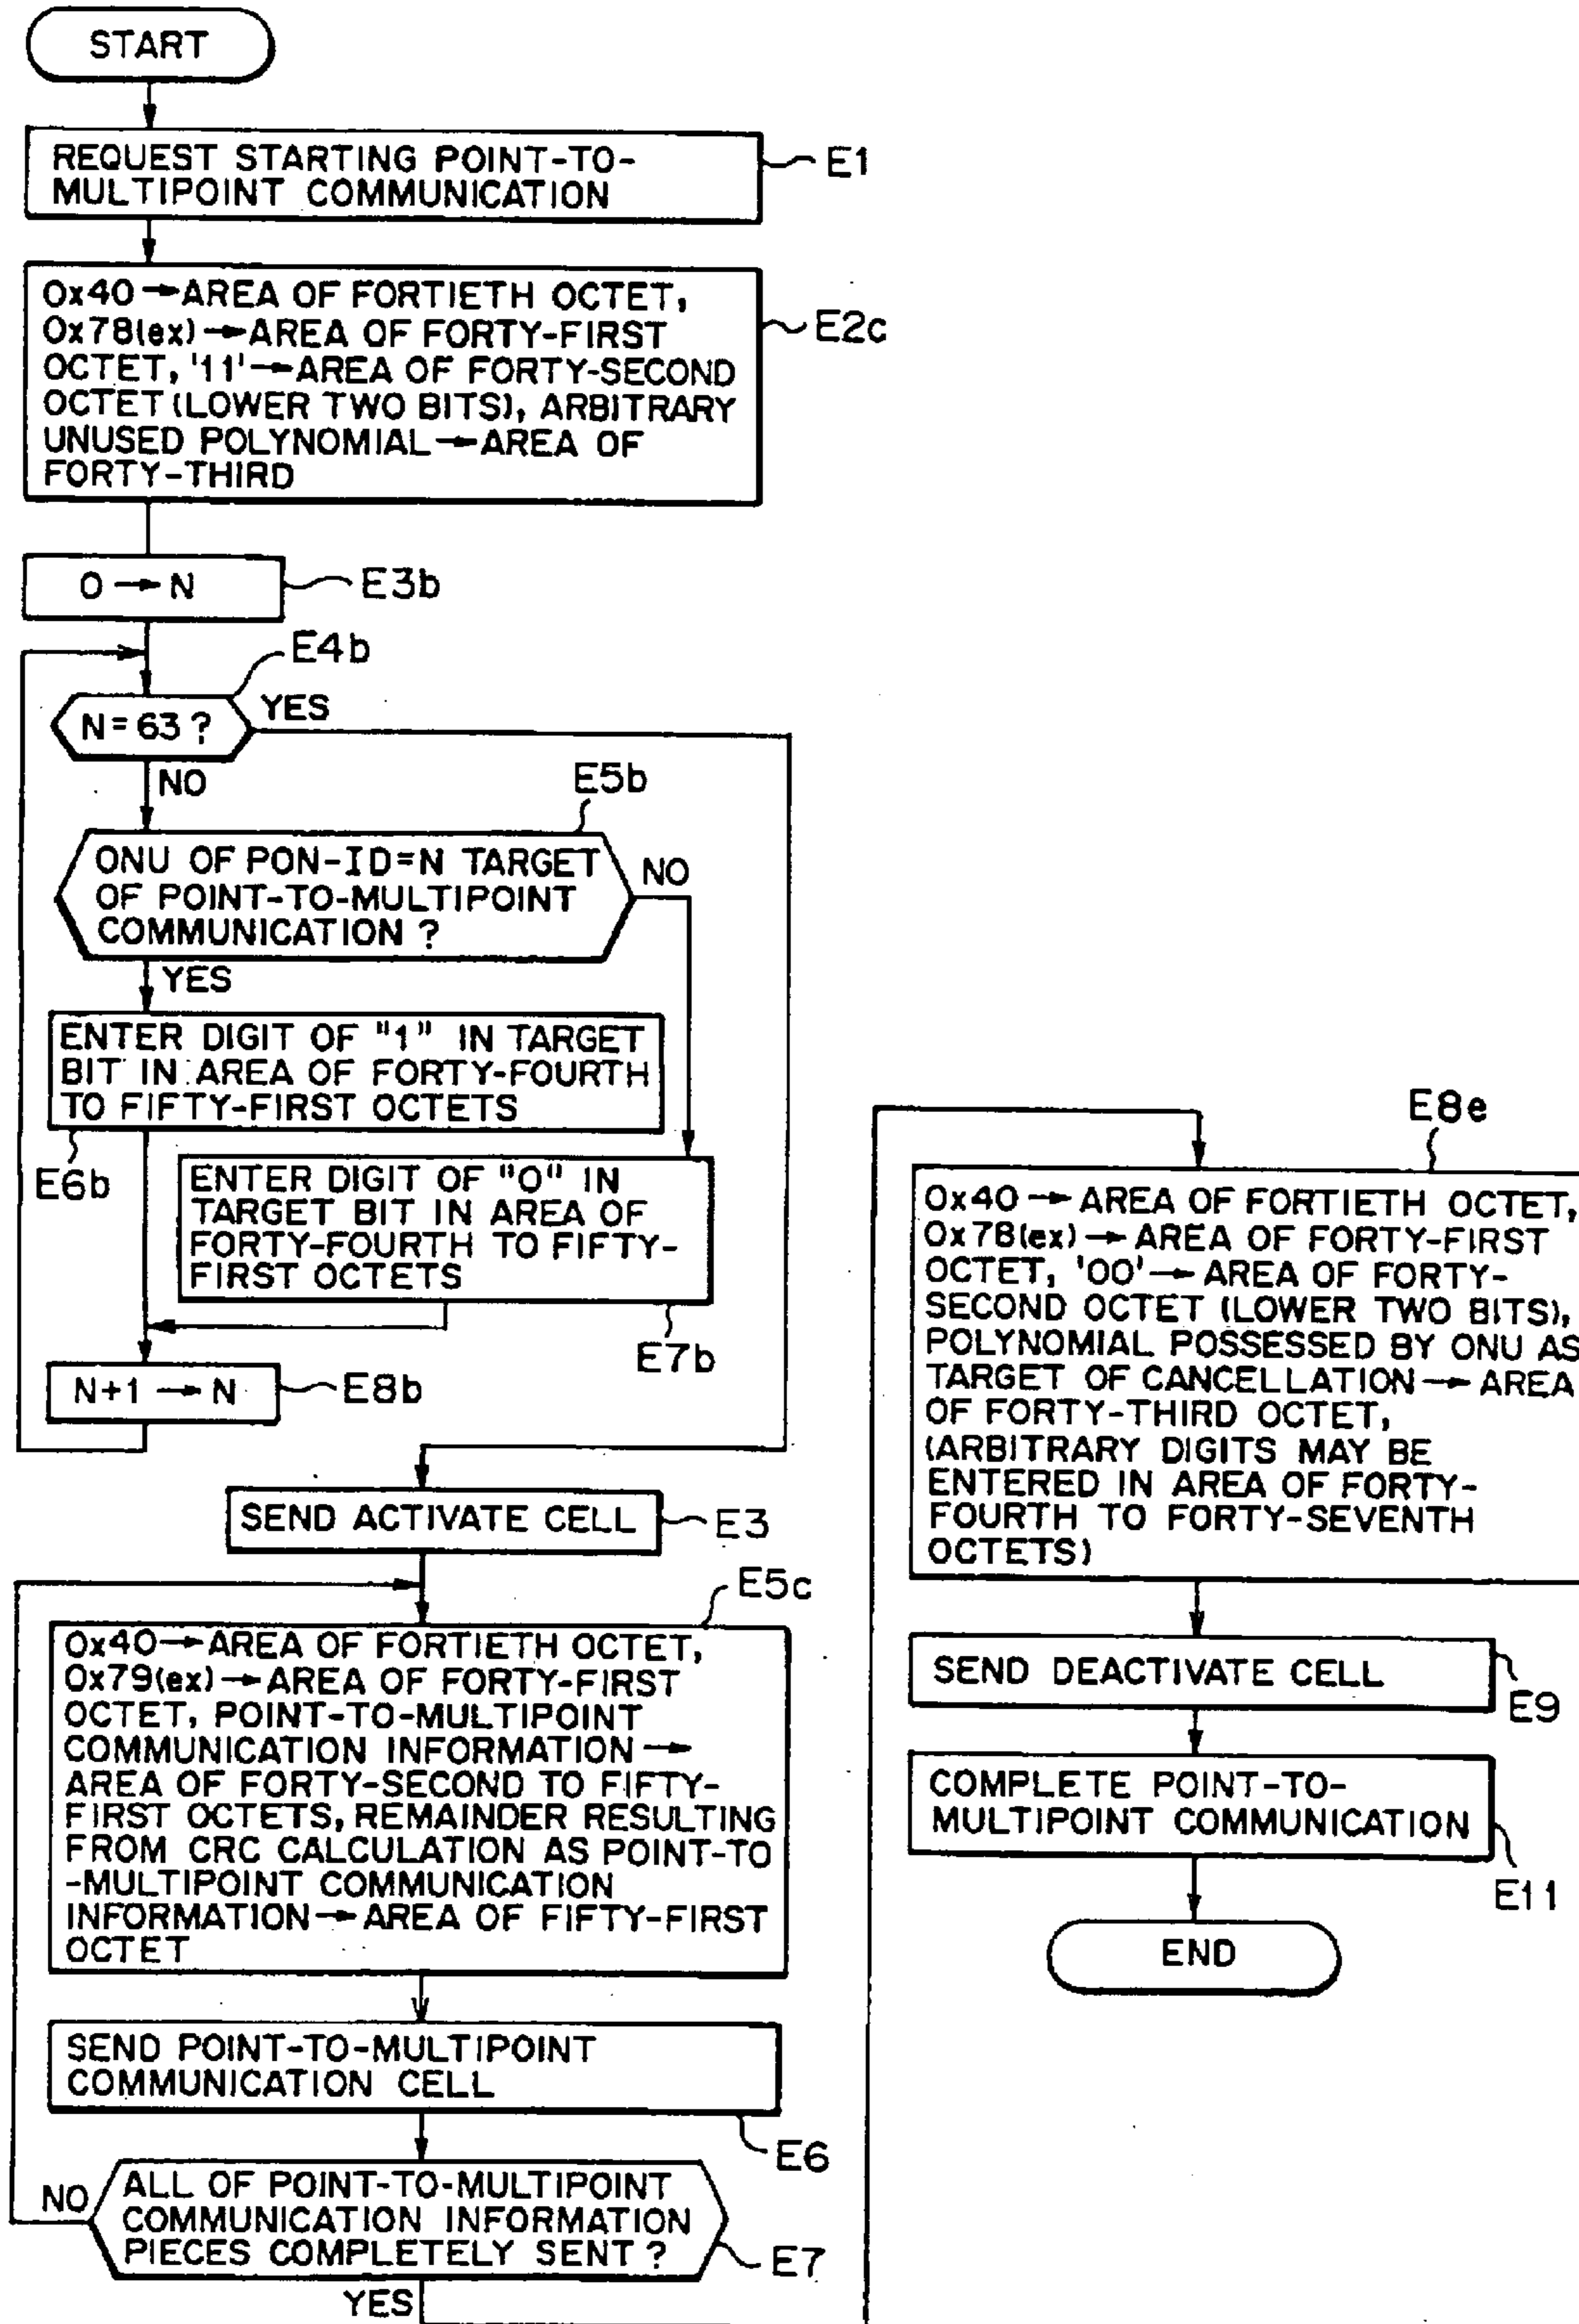 START
REQUEST STARTING POINT-TO-
MULTIPOINT COMMUNICATION
E1
0x40→AREA OF FORTIETH OCTET,
0x78(ex)→AREA OF FORTY-FIRST
OCTET, '11'→AREA OF FORTY-SECOND
OCTET (LOWER TWO BITS), ARBITRARY
UNUSED POLYNOMIAL→AREA OF
FORTY-THIRD
E2c
0→N
E3b
E4b
N=63?
YES
NO
E5b
ONU OF PON-ID=N TARGET
OF POINT-TO-MULTIPOINT
COMMUNICATION?
NO
YES
ENTER DIGIT OF "1" IN TARGET
BIT IN AREA OF FORTY-FOURTH
TO FIFTY-FIRST OCTETS
E6b
ENTER DIGIT OF "0" IN
TARGET BIT IN AREA OF
FORTY-FOURTH TO FIFTY-
FIRST OCTETS
E7b
N+1→N
E8b
SEND ACTIVATE CELL
E3
E5c
0x40→AREA OF FORTIETH OCTET,
0x79(ex)→AREA OF FORTY-FIRST
OCTET, POINT-TO-MULTIPOINT
COMMUNICATION INFORMATION→
AREA OF FORTY-SECOND TO FIFTY-
FIRST OCTETS, REMAINDER RESULTING
FROM CRC CALCULATION AS POINT-TO
-MULTIPOINT COMMUNICATION
INFORMATION→AREA OF FIFTY-FIRST
OCTET
SEND POINT-TO-MULTIPOINT
COMMUNICATION CELL
E6
ALL OF POINT-TO-MULTIPOINT
COMMUNICATION INFORMATION
PIECES COMPLETELY SENT?
NO
E7
YES
E8e
0x40→AREA OF FORTIETH OCTET,
0x78(ex)→AREA OF FORTY-FIRST
OCTET, '00'→AREA OF FORTY-
SECOND OCTET (LOWER TWO BITS),
POLYNOMIAL POSSESSED BY ONU AS
TARGET OF CANCELLATION→AREA
OF FORTY-THIRD OCTET,
(ARBITRARY DIGITS MAY BE
ENTERED IN AREA OF FORTY-
FOURTH TO FORTY-SEVENTH
OCTETS)
SEND DEACTIVATE CELL
E9
COMPLETE POINT-TO-
MULTIPOINT COMMUNICATION
E11
END